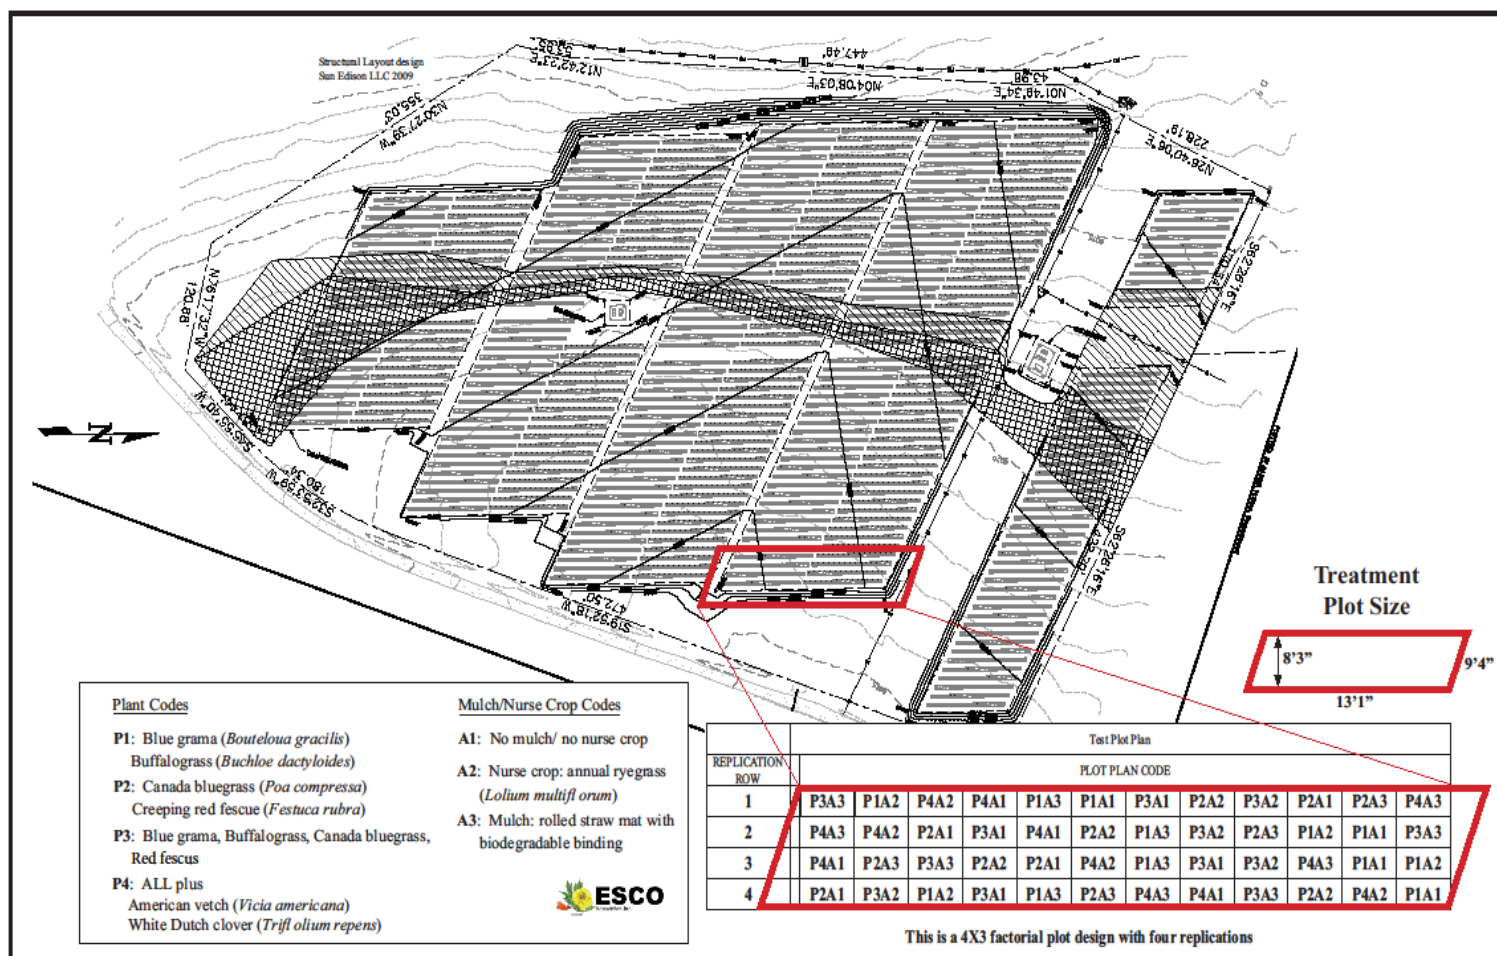 Structural Layout design
Sun Edison LLC 2009
53.95'
N12°42'23"E
447.48'
N04°08'03"E
43.98'
N01°48'34"E
228.19'
N26°40'06"E
N30°27'39"W
355.03'
N76°17'32"W
120.68'
S32°53'59"W
180.34'
S19°52'18"W
472.50'
S62°28'16"E
S62°28'16"E
N
Treatment
Plot Size
8’3”
9’4”
13’1”
Plant Codes
P1: Blue grama (Bouteloua gracilis)
Buffalograss (Buchloe dactyloides)
P2: Canada bluegrass (Poa compressa)
Creeping red fescue (Festuca rubra)
P3: Blue grama, Buffalograss, Canada bluegrass,
Red fescus
P4: ALL plus
American vetch (Vicia americana)
White Dutch clover (Trifl olium repens)
Mulch/Nurse Crop Codes
A1: No mulch/ no nurse crop
A2: Nurse crop: annual ryegrass
(Lolium multifl orum)
A3: Mulch: rolled straw mat with
biodegradable binding
ESCO
Test Plot Plan
REPLICATION
ROW
PLOT PLAN CODE
1 P3A3 P1A2 P4A2 P4A1 P1A3 P1A1 P3A1 P2A2 P3A2 P2A1 P2A3 P4A3
2 P4A3 P4A2 P2A1 P3A1 P4A1 P2A2 P1A3 P3A2 P2A3 P1A2 P1A1 P3A3
3 P4A1 P2A3 P3A3 P2A2 P2A1 P4A2 P1A3 P3A1 P3A2 P4A3 P1A1 P1A2
4 P2A1 P3A2 P1A2 P3A1 P1A3 P2A3 P4A3 P4A1 P3A3 P2A2 P4A2 P1A1
This is a 4X3 factorial plot design with four replications